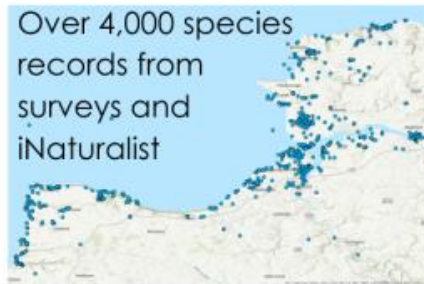 Over 4,000 species
records from
surveys and
iNaturalist